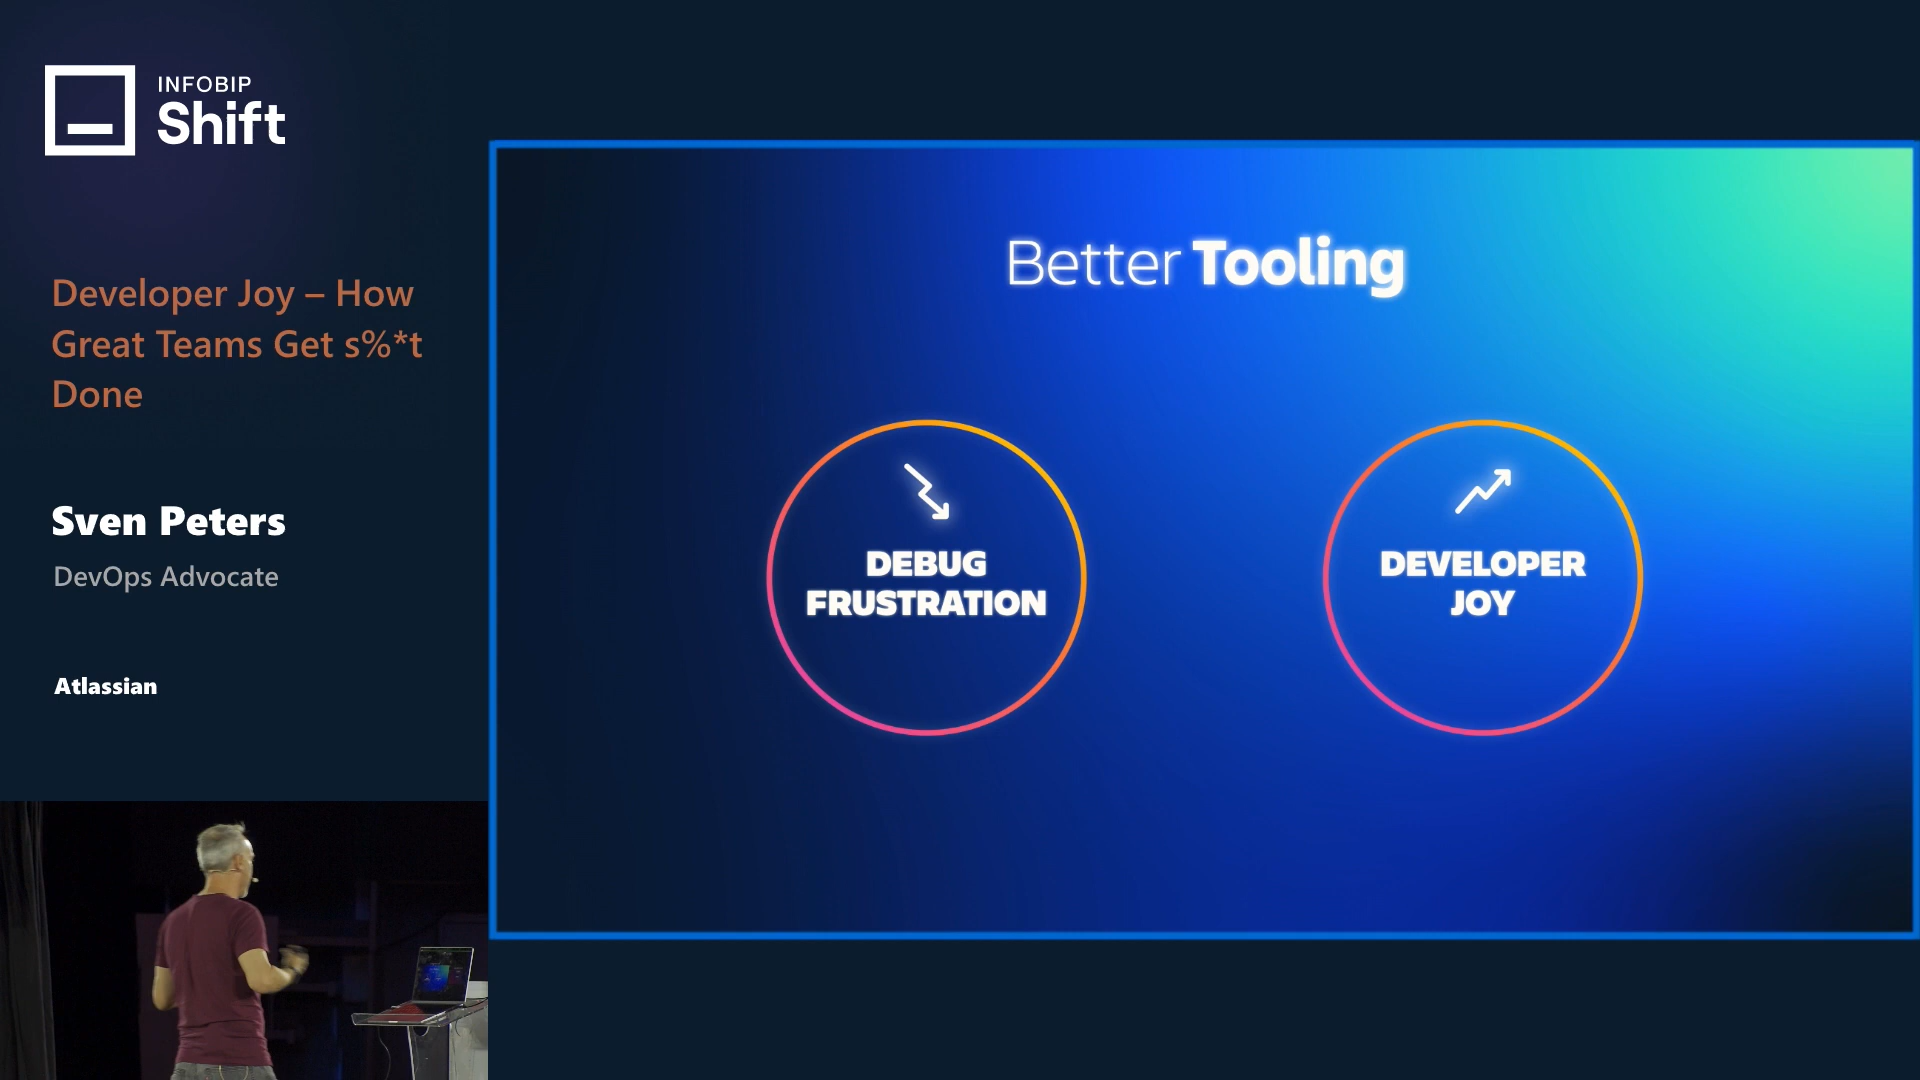 INFOBIP
Shift
Developer Joy – How
Great Teams Get s%*t
Done
Sven Peters
DevOps Advocate
Atlassian
Better Tooling
DEBUG
FRUSTRATION
DEVELOPER
JOY